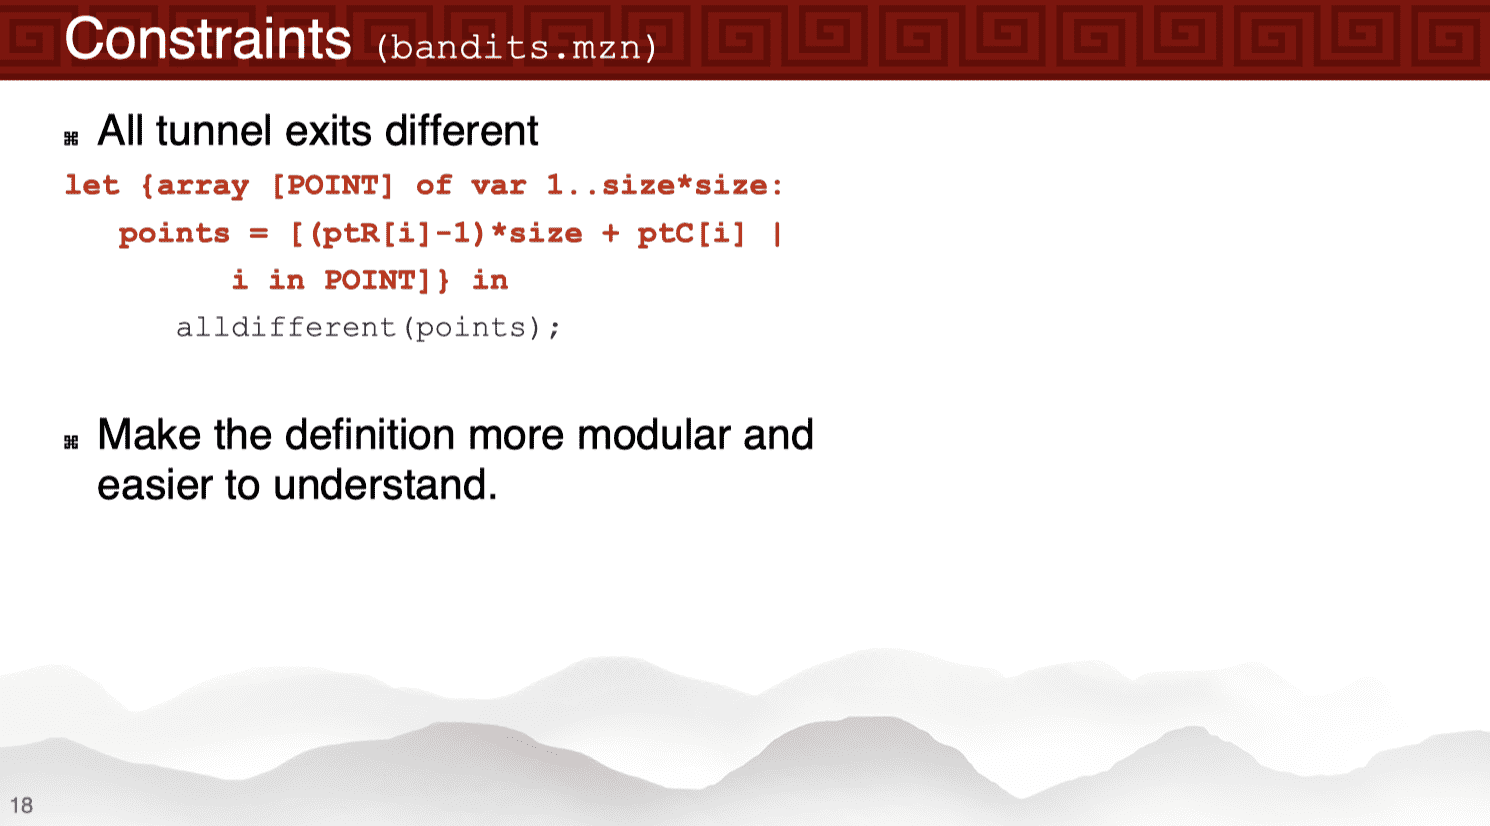 Constraints (bandits.mzn)
⌘ All tunnel exits different
let {array [POINT] of var 1..size*size:
points = [(ptR[i]-1)*size + ptC[i] |
i in POINT]} in
alldifferent(points);
⌘ Make the definition more modular and
easier to understand.
18